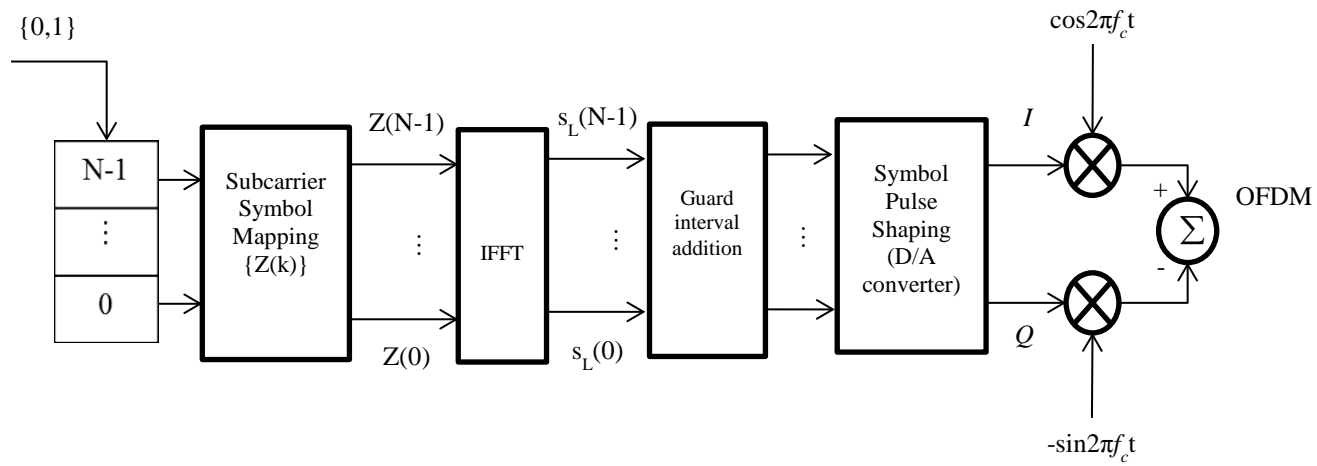 {0,1}
cos2πf_ct
N-1
⋮
0
Subcarrier
Symbol
Mapping
{Z(k)}
Z(N-1)
⋮
Z(0)
IFFT
s_L(N-1)
⋮
s_L(0)
Guard
interval
addition
⋮
Symbol
Pulse
Shaping
(D/A
converter)
I
Q
+
Σ
-
OFDM
-sin2πf_ct